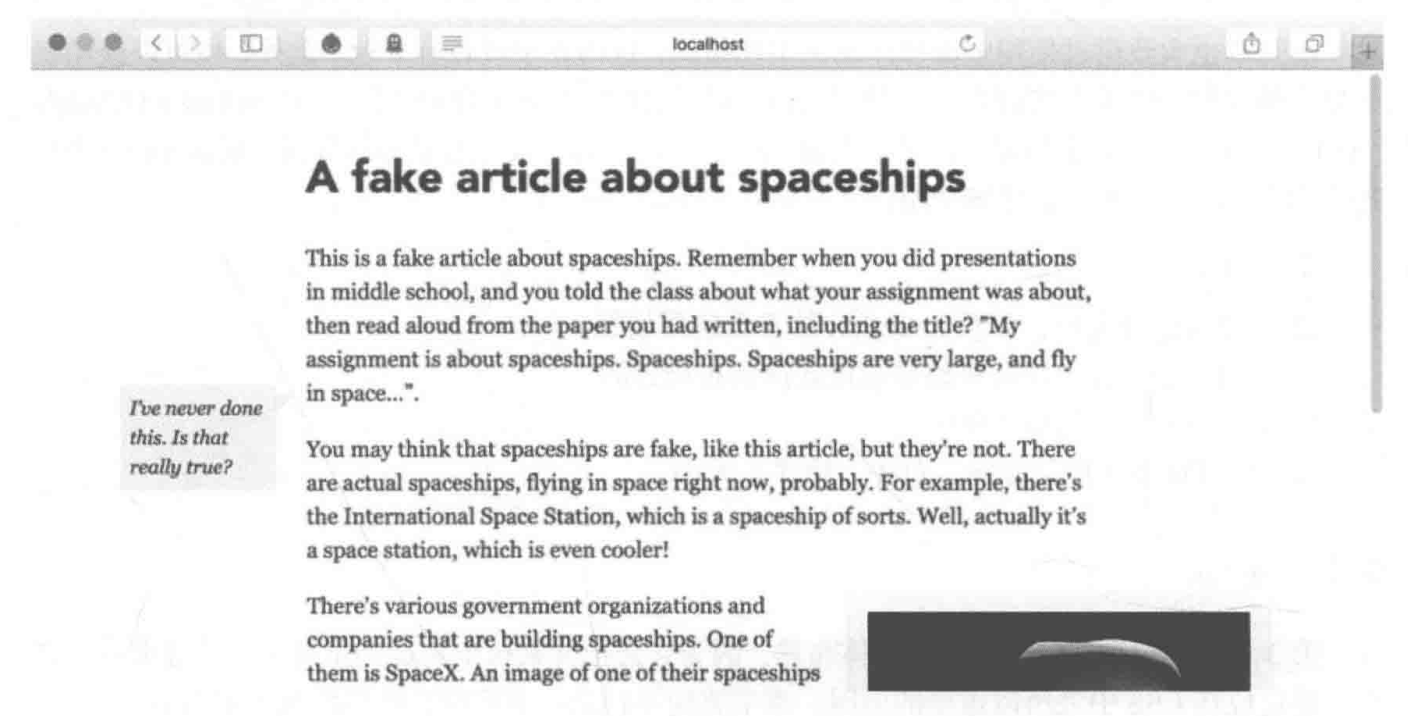 localhost
A fake article about spaceships
This is a fake article about spaceships. Remember when you did presentations
in middle school, and you told the class about what your assignment was about,
then read aloud from the paper you had written, including the title? "My
assignment is about spaceships. Spaceships. Spaceships are very large, and fly
in space...".
I've never done
this. Is that
really true?
You may think that spaceships are fake, like this article, but they're not. There
are actual spaceships, flying in space right now, probably. For example, there's
the International Space Station, which is a spaceship of sorts. Well, actually it's
a space station, which is even cooler!
There's various government organizations and
companies that are building spaceships. One of
them is SpaceX. An image of one of their spaceships